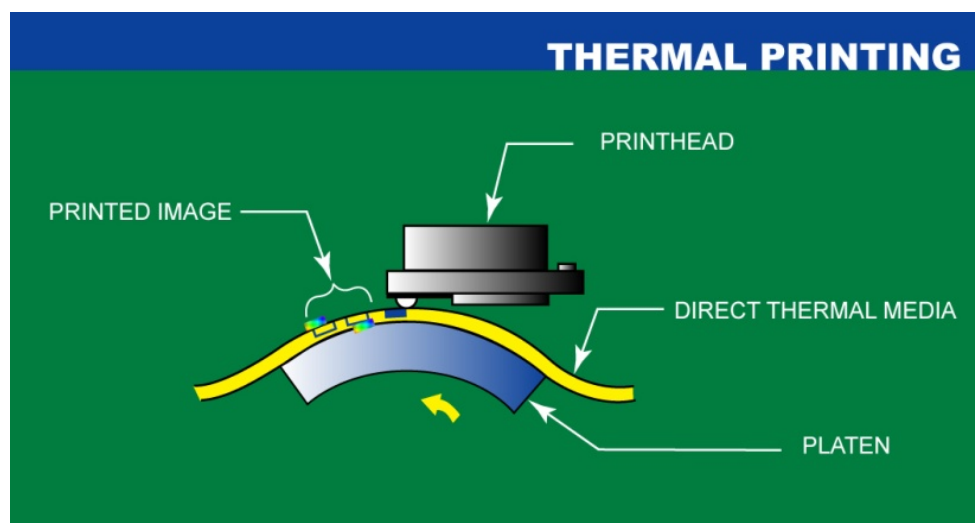 THERMAL PRINTING
PRINTHEAD
PRINTED IMAGE
DIRECT THERMAL MEDIA
PLATEN